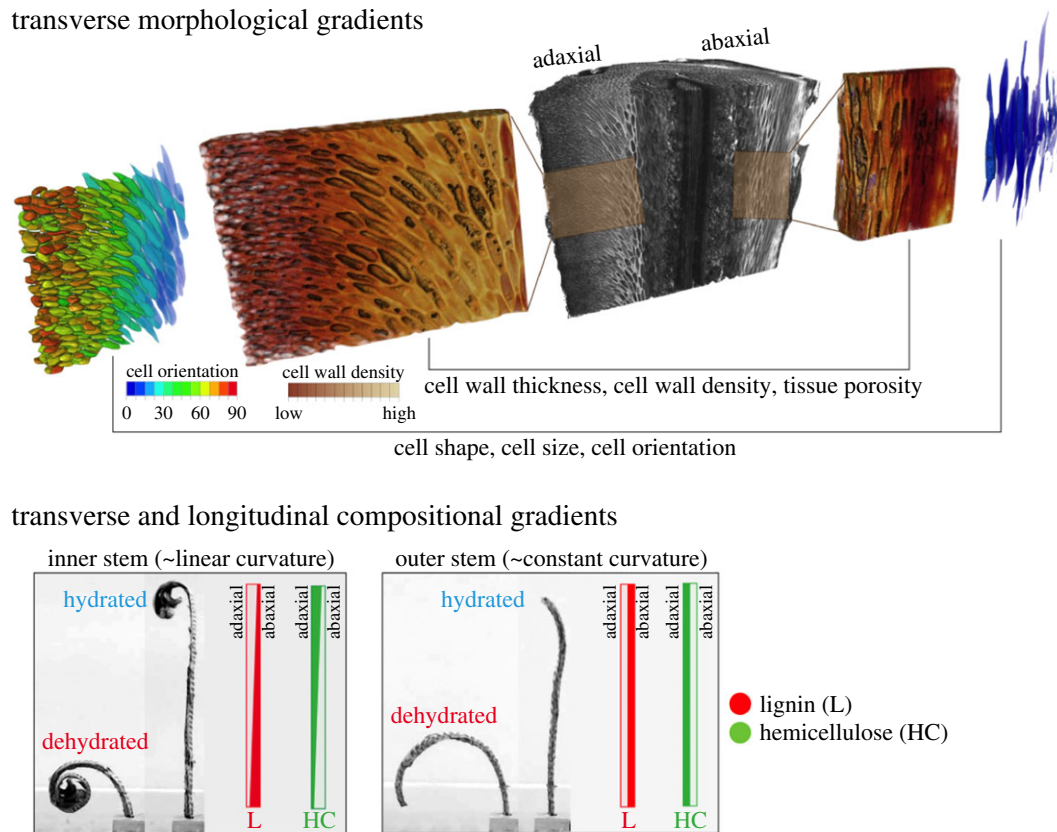 transverse morphological gradients
adaxial
abaxial
cell orientation
0 30 60 90
cell wall density
low high
cell wall thickness, cell wall density, tissue porosity
cell shape, cell size, cell orientation
transverse and longitudinal compositional gradients
inner stem (~linear curvature)
hydrated
dehydrated
adaxial
abaxial
adaxial
abaxial
L
HC
outer stem (~constant curvature)
hydrated
dehydrated
adaxial
abaxial
adaxial
abaxial
L
HC
lignin (L)
hemicellulose (HC)